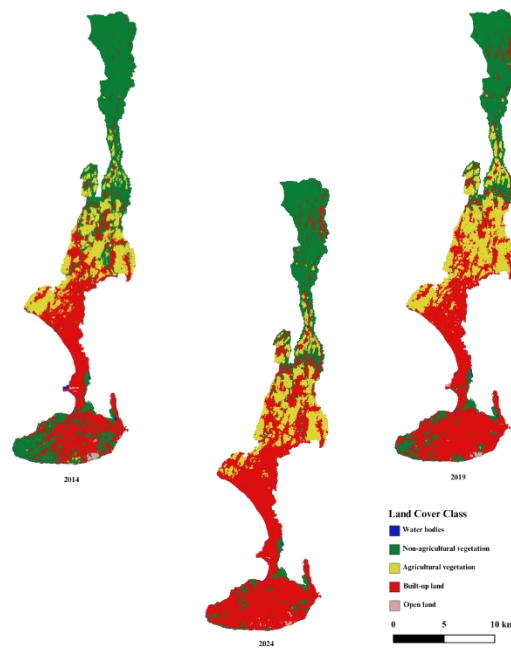 2014
2019
2024
Land Cover Class
Water bodies
Non-agricultural vegetation
Agricultural vegetation
Built-up land
Open land
0 5 10 km